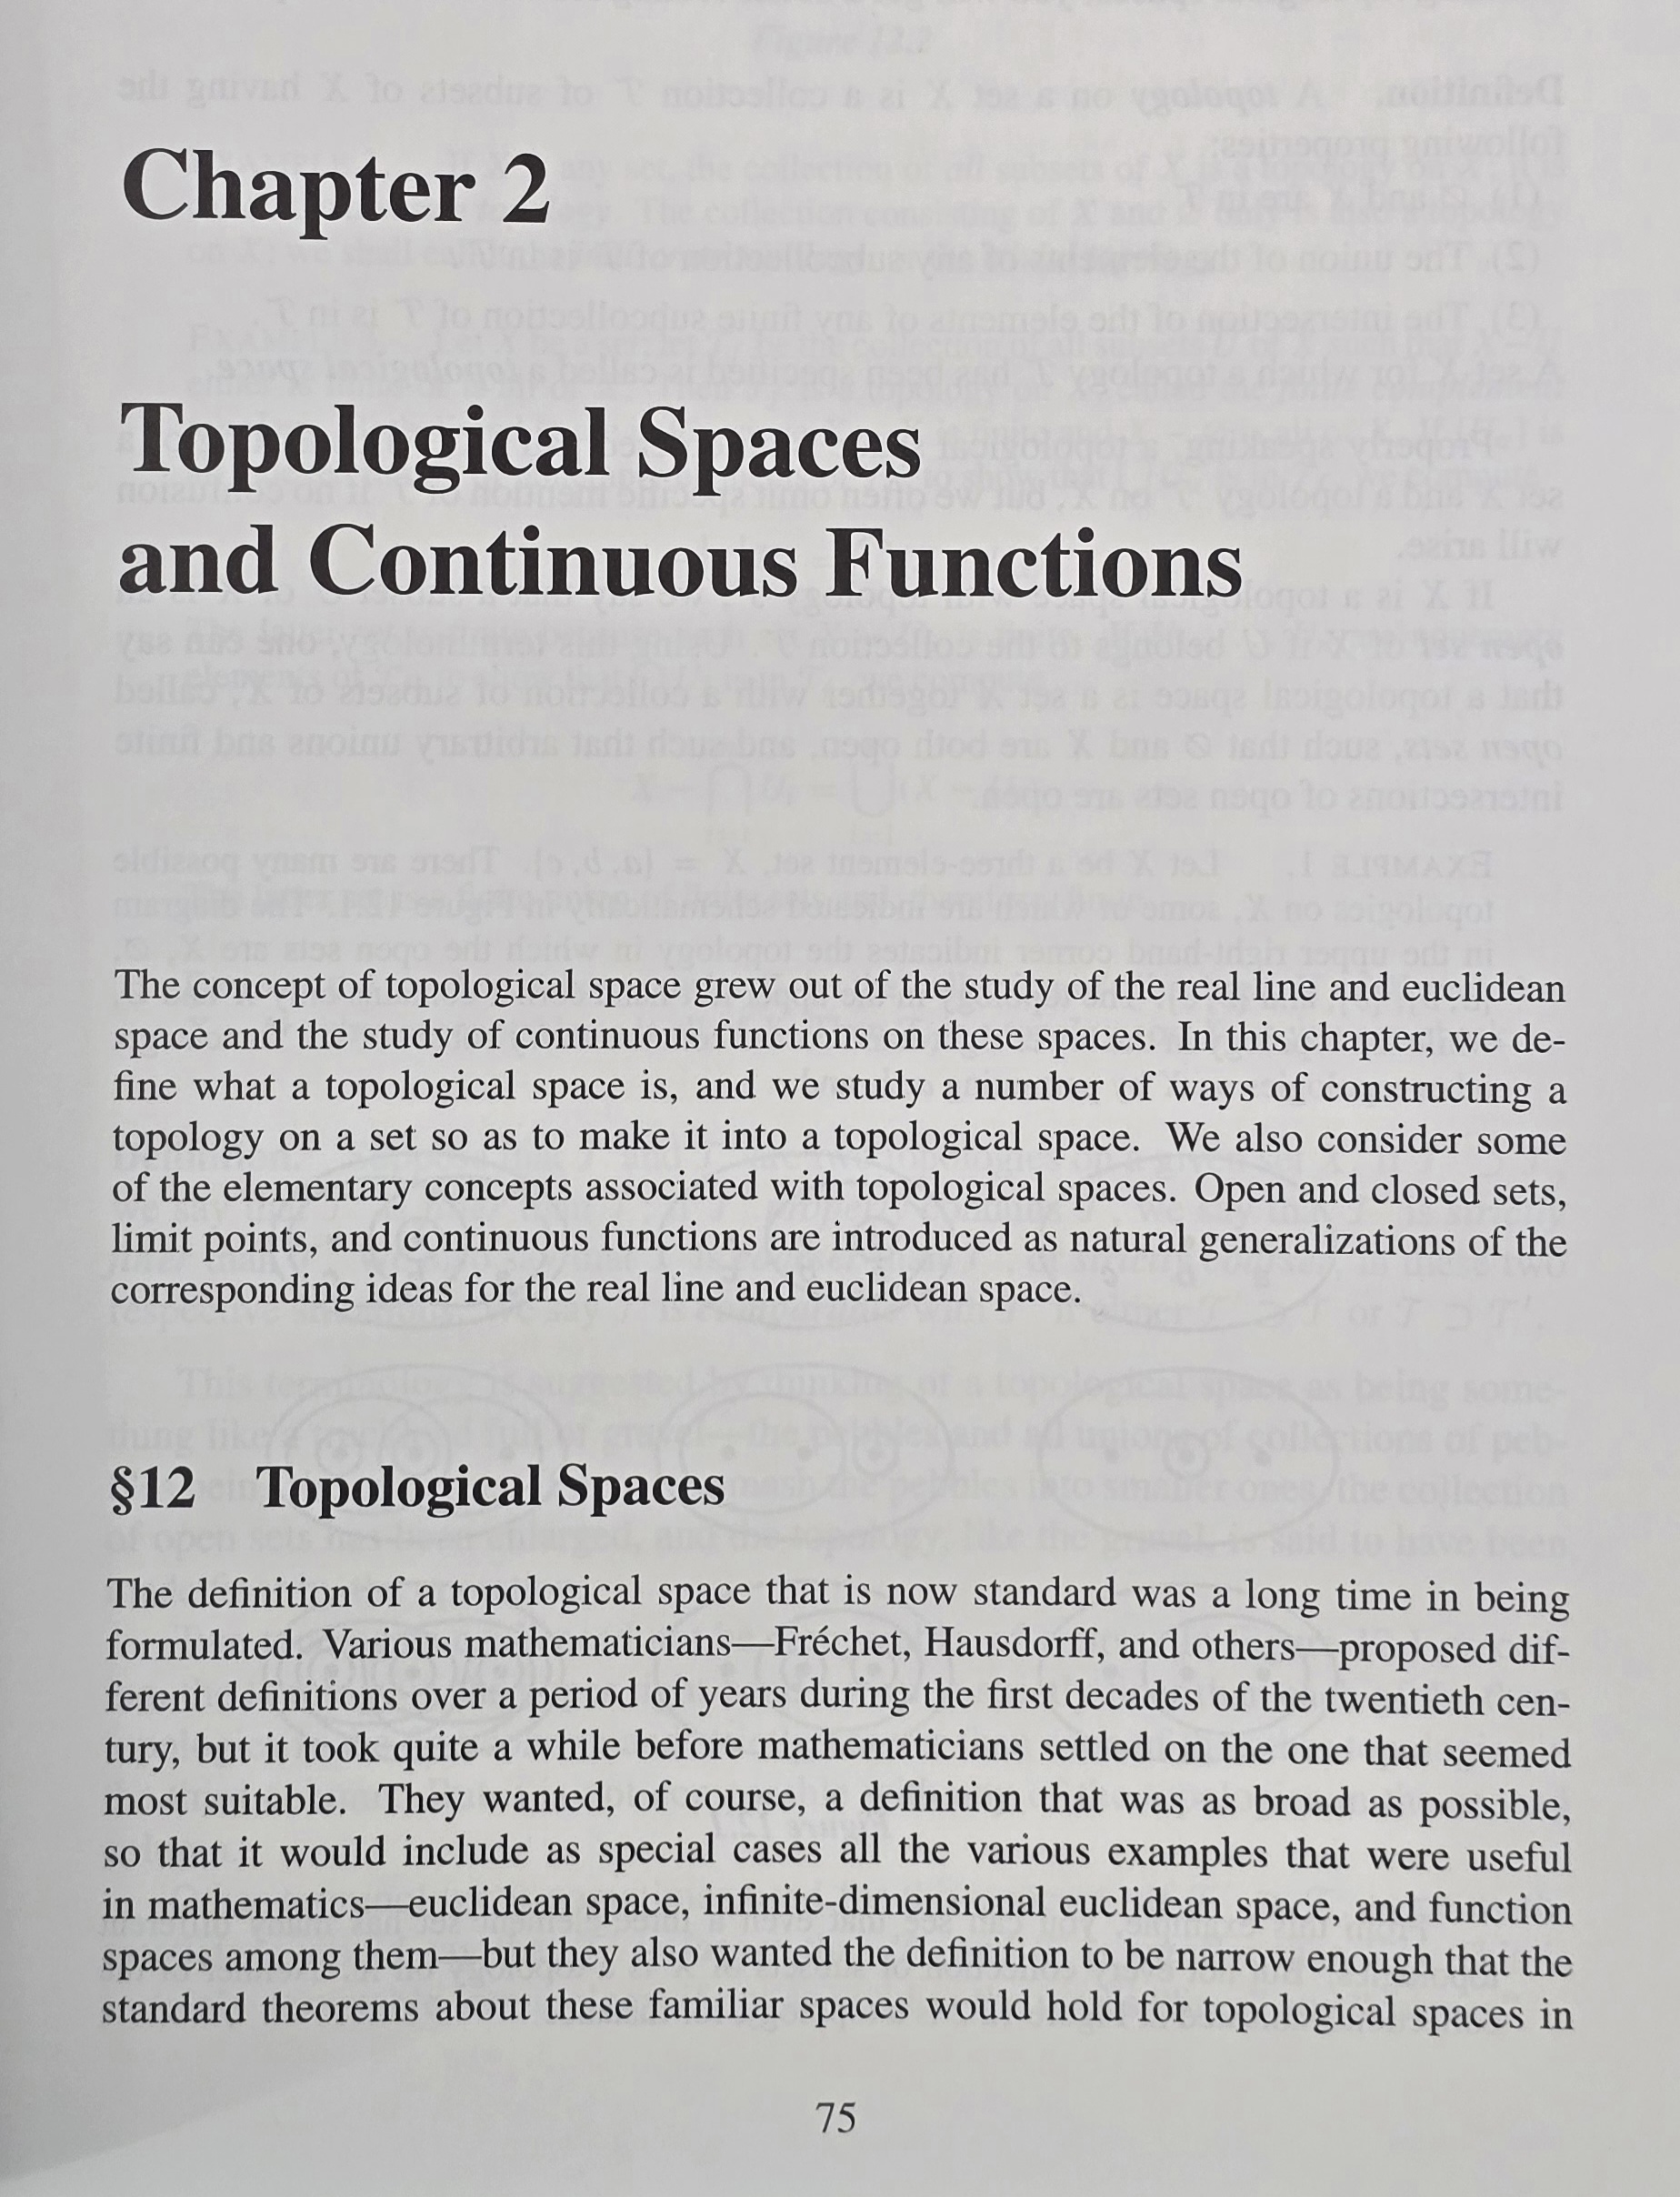 Chapter 2
Topological Spaces
and Continuous Functions
The concept of topological space grew out of the study of the real line and euclidean
space and the study of continuous functions on these spaces. In this chapter, we de-
fine what a topological space is, and we study a number of ways of constructing a
topology on a set so as to make it into a topological space. We also consider some
of the elementary concepts associated with topological spaces. Open and closed sets,
limit points, and continuous functions are introduced as natural generalizations of the
corresponding ideas for the real line and euclidean space.
§12 Topological Spaces
The definition of a topological space that is now standard was a long time in being
formulated. Various mathematicians—Fréchet, Hausdorff, and others—proposed dif-
ferent definitions over a period of years during the first decades of the twentieth cen-
tury, but it took quite a while before mathematicians settled on the one that seemed
most suitable. They wanted, of course, a definition that was as broad as possible,
so that it would include as special cases all the various examples that were useful
in mathematics—euclidean space, infinite-dimensional euclidean space, and function
spaces among them—but they also wanted the definition to be narrow enough that the
standard theorems about these familiar spaces would hold for topological spaces in
75